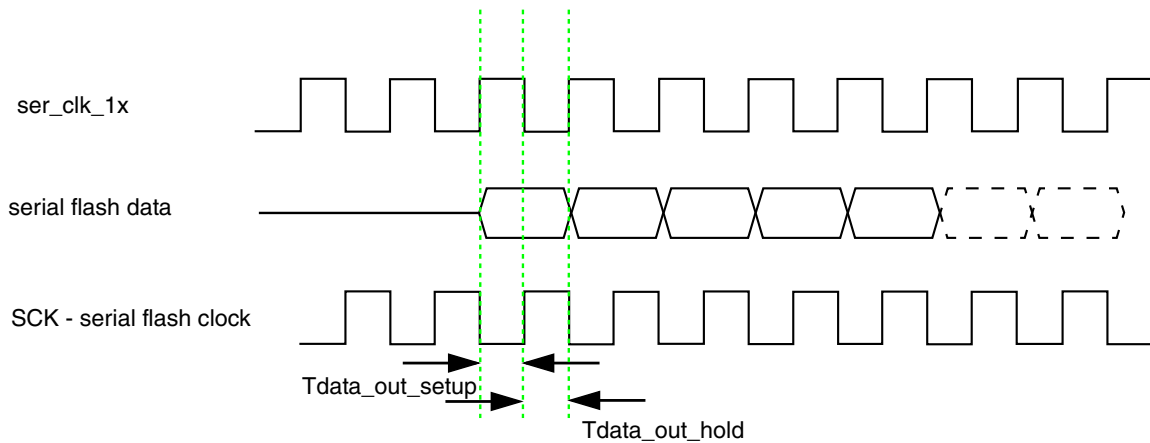 ser_clk_1x
serial flash data
SCK - serial flash clock
Tdata_out_setup
Tdata_out_hold